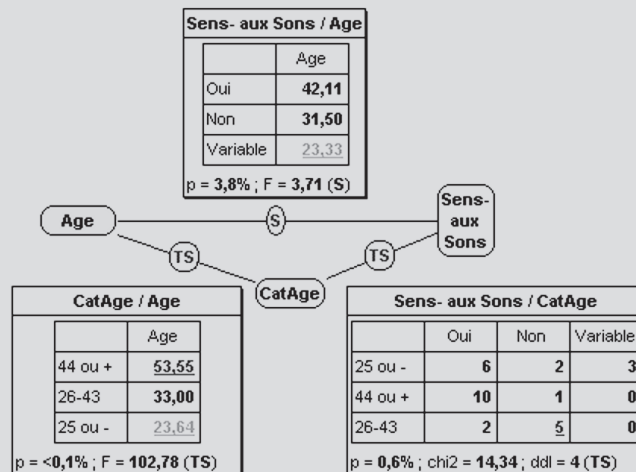 Sens- aux Sons / Age
Age
Oui 42,11
Non 31,50
Variable 23,33
p = 3,8% ; F = 3,71 (S)
Age
S
Sens-
aux
Sons
TS
TS
CatAge
CatAge / Age
Age
44 ou + 53,55
26-43 33,00
25 ou - 23,64
p = <0,1% ; F = 102,78 (TS)
Sens- aux Sons / CatAge
Oui Non Variable
25 ou - 6 2 3
44 ou + 10 1 0
26-43 2 5 0
p = 0,6% ; chi2 = 14,34 ; ddl = 4 (TS)